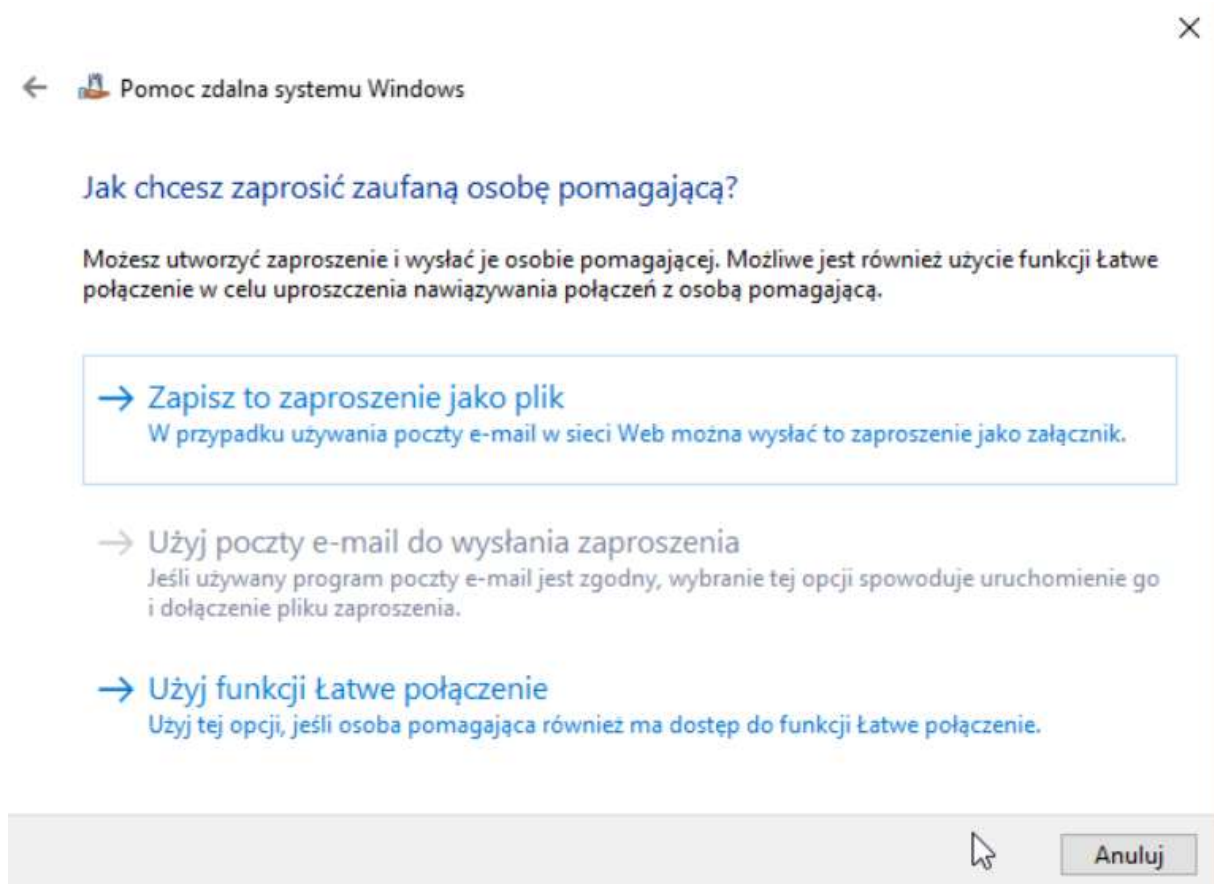 Pomoc zdalna systemu Windows
Jak chcesz zaprosić zaufaną osobę pomagającą?
Możesz utworzyć zaproszenie i wysłać je osobie pomagającej. Możliwe jest również użycie funkcji Łatwe
połączenie w celu uproszczenia nawiązywania połączeń z osobą pomagającą.
Zapisz to zaproszenie jako plik
W przypadku używania poczty e-mail w sieci Web można wysłać to zaproszenie jako załącznik.
Użyj poczty e-mail do wysłania zaproszenia
Jeśli używany program poczty e-mail jest zgodny, wybranie tej opcji spowoduje uruchomienie go
i dołączenie pliku zaproszenia.
Użyj funkcji Łatwe połączenie
Użyj tej opcji, jeśli osoba pomagająca również ma dostęp do funkcji Łatwe połączenie.
Anuluj